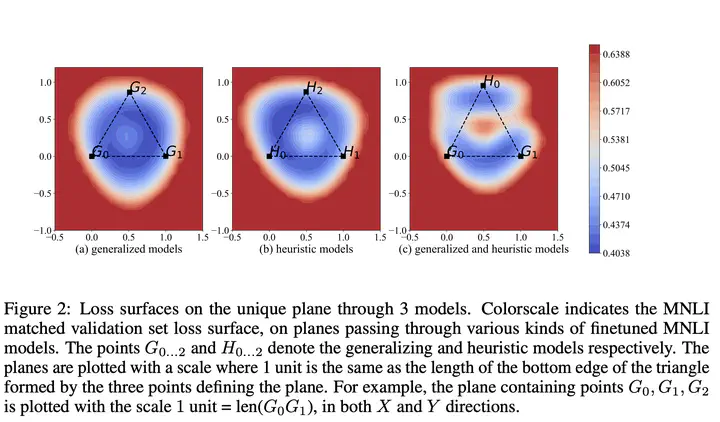 G2
G0
G1
1.0
0.5
0.0
−0.5
−1.0
−0.5 0.0 0.5 1.0 1.5
(a) generalized models
H2
H0
H1
1.0
0.5
0.0
−0.5
−1.0
−0.5 0.0 0.5 1.0 1.5
(b) heuristic models
H0
G0
G1
1.0
0.5
0.0
−0.5
−1.0
−0.5 0.0 0.5 1.0 1.5
(c) generalized and heuristic models
0.6388
0.6052
0.5717
0.5381
0.5045
0.4710
0.4374
0.4038
Figure 2: Loss surfaces on the unique plane through 3 models. Colorscale indicates the MNLI
matched validation set loss surface, on planes passing through various kinds of finetuned MNLI
models. The points G0...2 and H0...2 denote the generalizing and heuristic models respectively. The
planes are plotted with a scale where 1 unit is the same as the length of the bottom edge of the triangle
formed by the three points defining the plane. For example, the plane containing points G0, G1, G2
is plotted with the scale 1 unit = len(G0G1), in both X and Y directions.